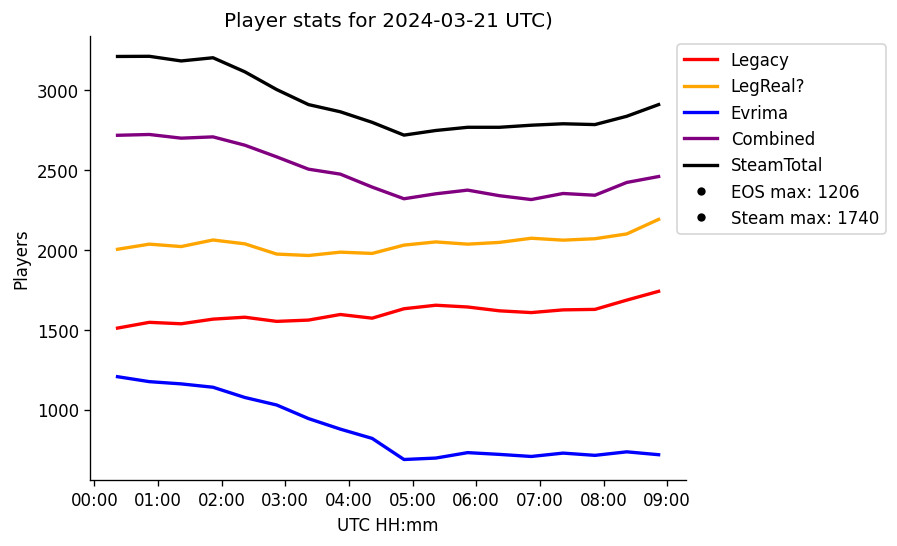 Player stats for 2024-03-21 UTC)
Legacy
LegReal?
Evrima
Combined
SteamTotal
EOS max: 1206
Steam max: 1740
Players
3000
2500
2000
1500
1000
00:00 01:00 02:00 03:00 04:00 05:00 06:00 07:00 08:00 09:00
UTC HH:mm